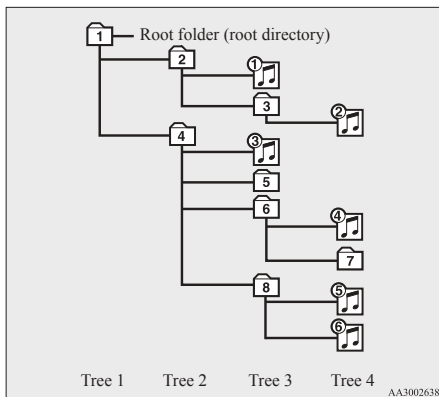 1 Root folder (root directory)
2 ①
3 ②
4 ③
5
6 ④
7
8 ⑤
⑥
Tree 1 Tree 2 Tree 3 Tree 4
AA3002638